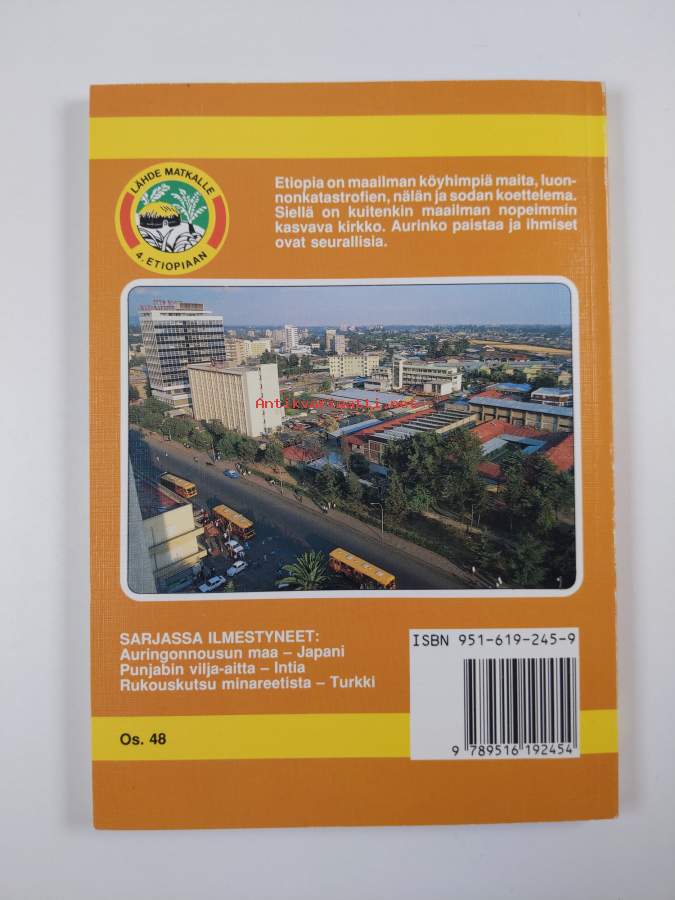 LÄHDE MATKALLE
4. ETIOPIAAN
Etiopia on maailman köyhimpiä maita, luon-
nonkatastrofien, nälän ja sodan koettelema.
Siellä on kuitenkin maailman nopeimmin
kasvava kirkko. Aurinko paistaa ja ihmiset
ovat seurallisia.
Antikvariaatti.net
SARJASSA ILMESTYNEET:
Auringonnousun maa – Japani
Punjabin vilja-aitta – Intia
Rukouskutsu minareetista – Turkki
ISBN 951-619-245-9
9 789516 192454
Os. 48